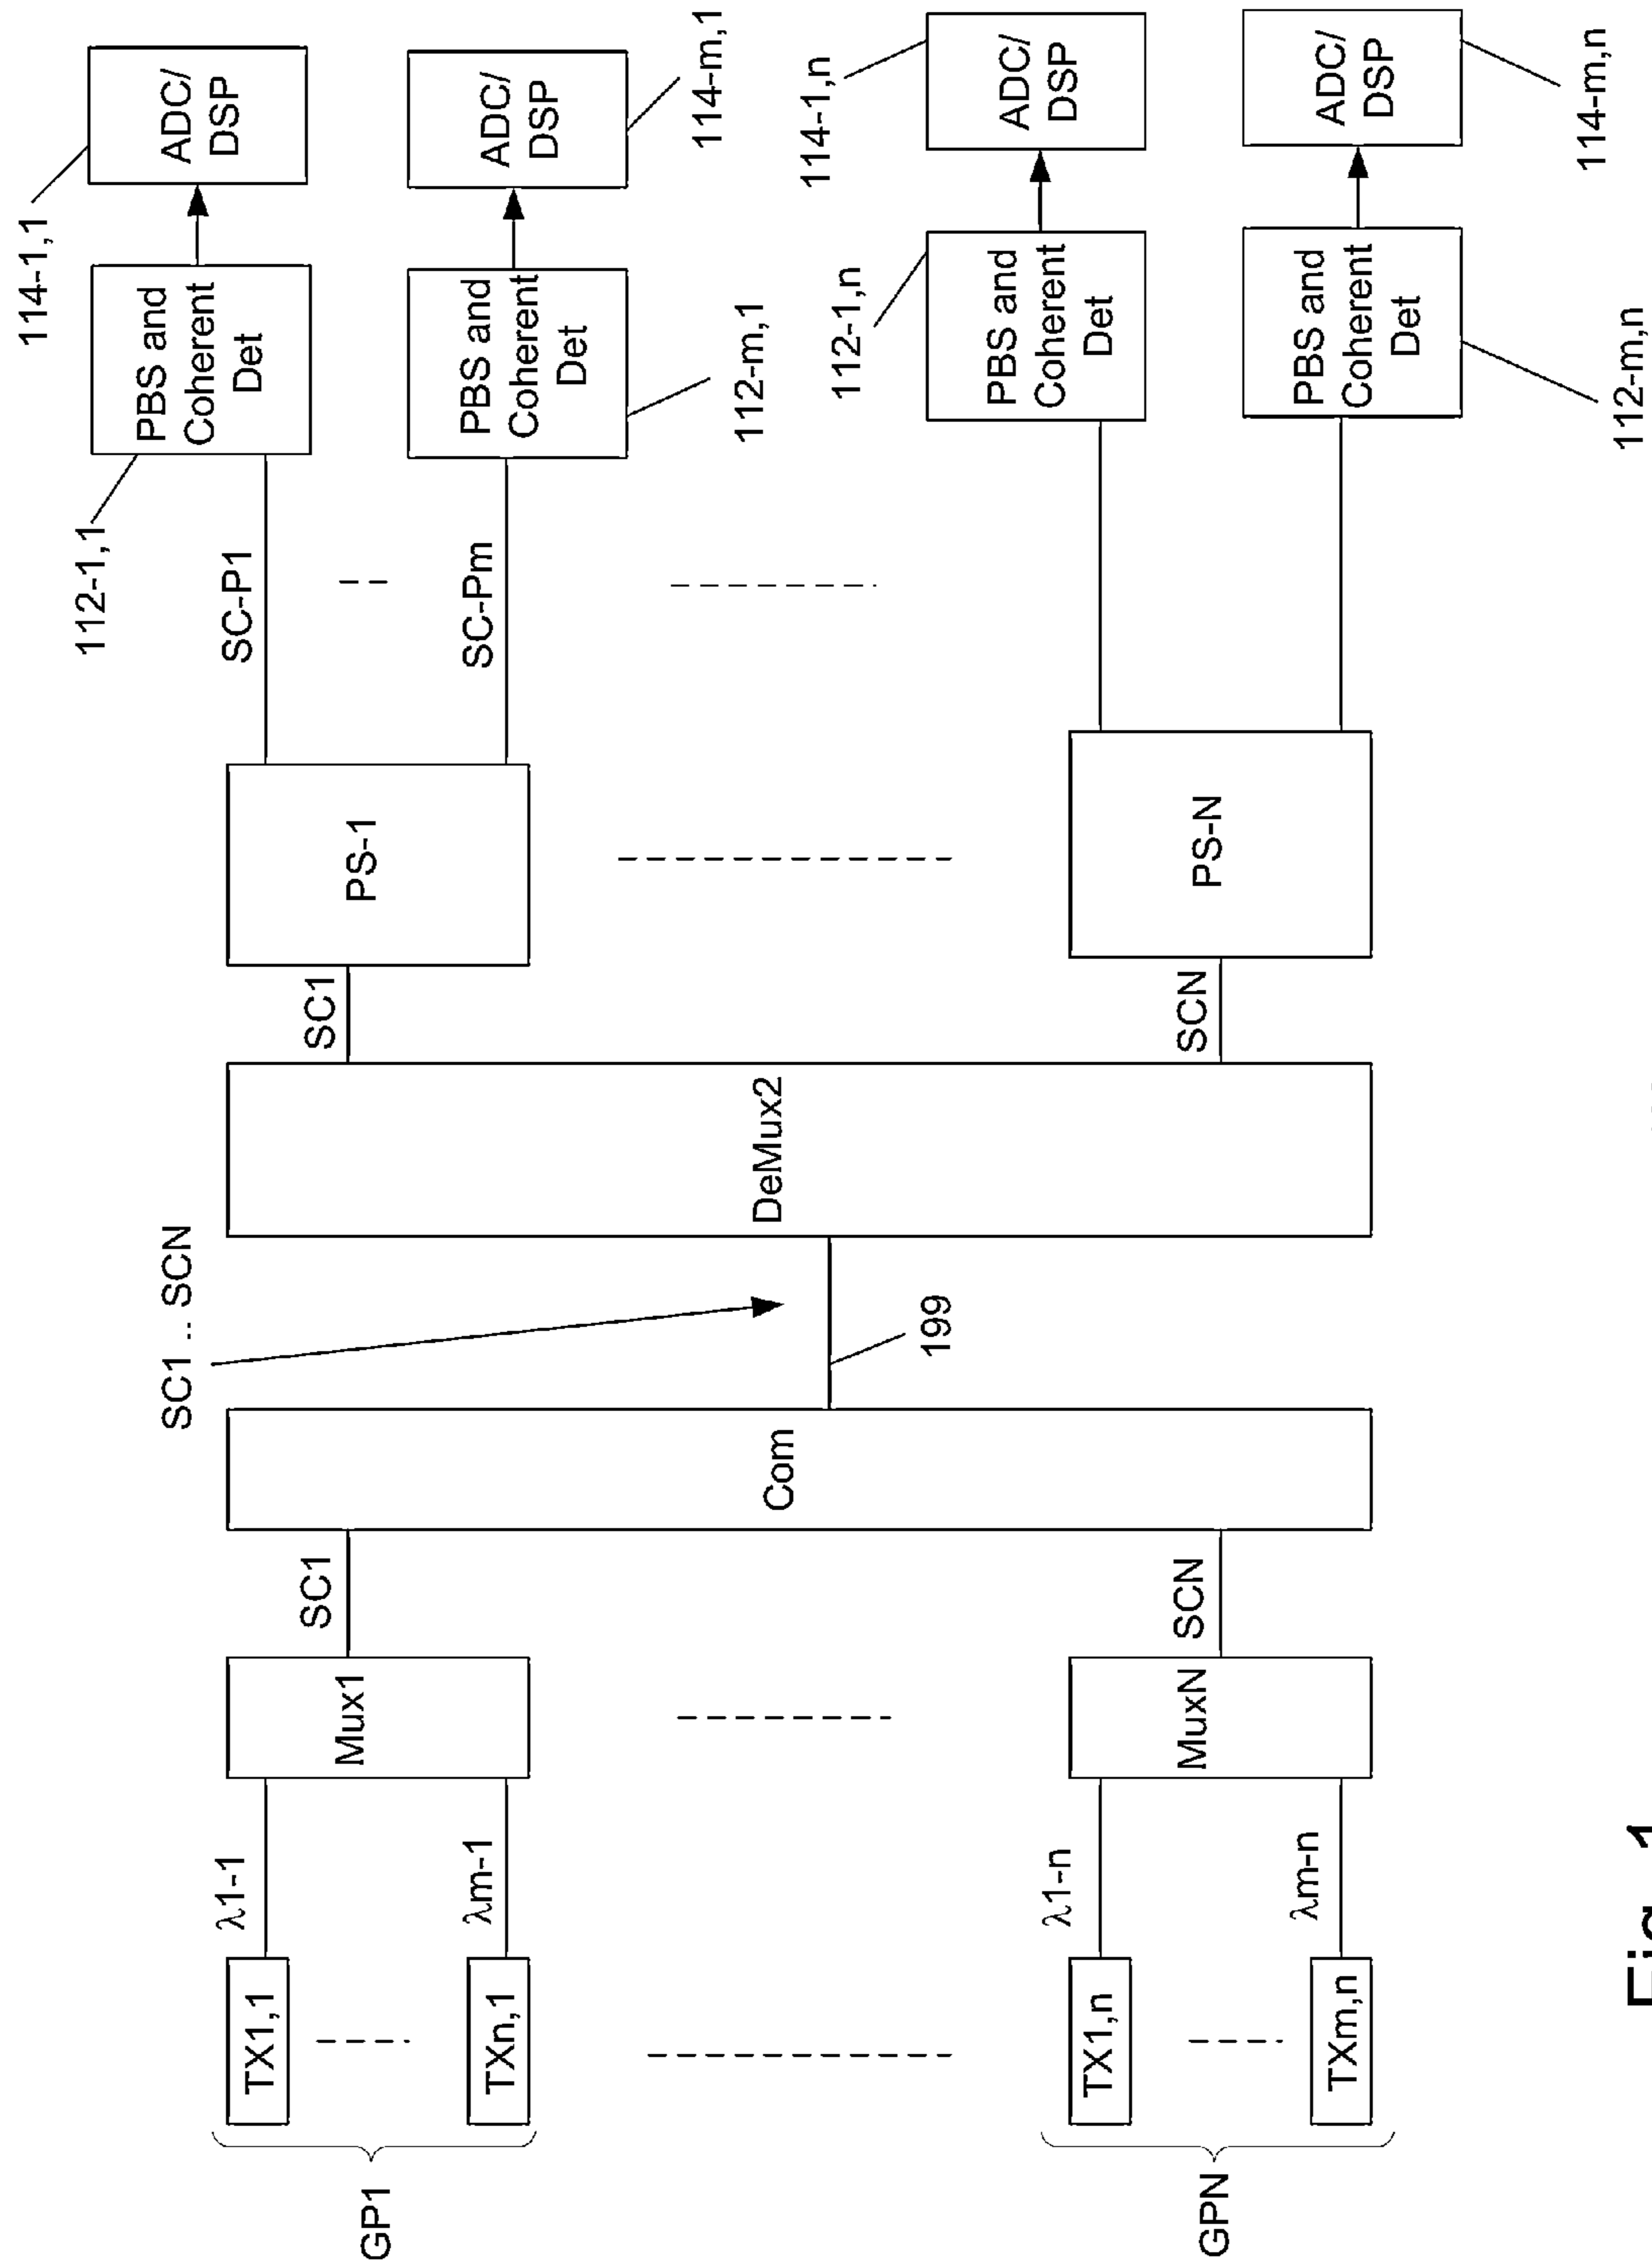 GP1
TX1,1
TXn,1
λ1-1
λm-1
Mux1
SC1
GPN
TX1,n
TXm,n
λ1-n
λm-n
MuxN
SCN
Com
199
SC1 .. SCN
DeMux2
SC1
PS-1
SC-P1
SC-Pm
112-1,1
PBS and
Coherent
Det
114-1,1
ADC/
DSP
112-m,1
PBS and
Coherent
Det
114-m,1
ADC/
DSP
SCN
PS-N
112-1,n
PBS and
Coherent
Det
114-1,n
ADC/
DSP
112-m,n
PBS and
Coherent
Det
114-m,n
ADC/
DSP
Fig. 1